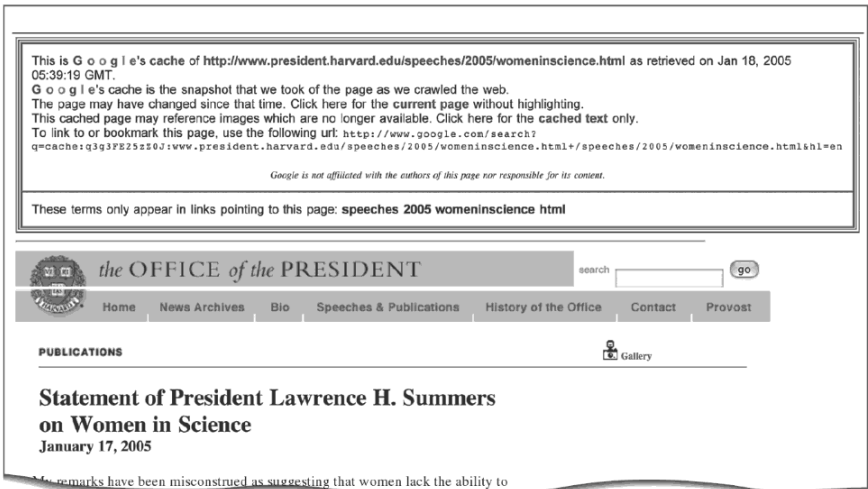 This is G o o g l e's cache of http://www.president.harvard.edu/speeches/2005/womeninscience.html as retrieved on Jan 18, 2005
05:39:19 GMT.
G o o g l e's cache is the snapshot that we took of the page as we crawled the web.
The page may have changed since that time. Click here for the current page without highlighting.
This cached page may reference images which are no longer available. Click here for the cached text only.
To link to or bookmark this page, use the following url: http://www.google.com/search?
q=cache:q3g3FE25zZ0J:www.president.harvard.edu/speeches/2005/womeninscience.html+/speeches/2005/womeninscience.html&hl=en
Google is not affiliated with the authors of this page nor responsible for its content.
These terms only appear in links pointing to this page: speeches 2005 womeninscience html
the OFFICE of the PRESIDENT search go
Home News Archives Bio Speeches & Publications History of the Office Contact Provost
PUBLICATIONS Gallery
Statement of President Lawrence H. Summers
on Women in Science
January 17, 2005
My remarks have been misconstrued as suggesting that women lack the ability to